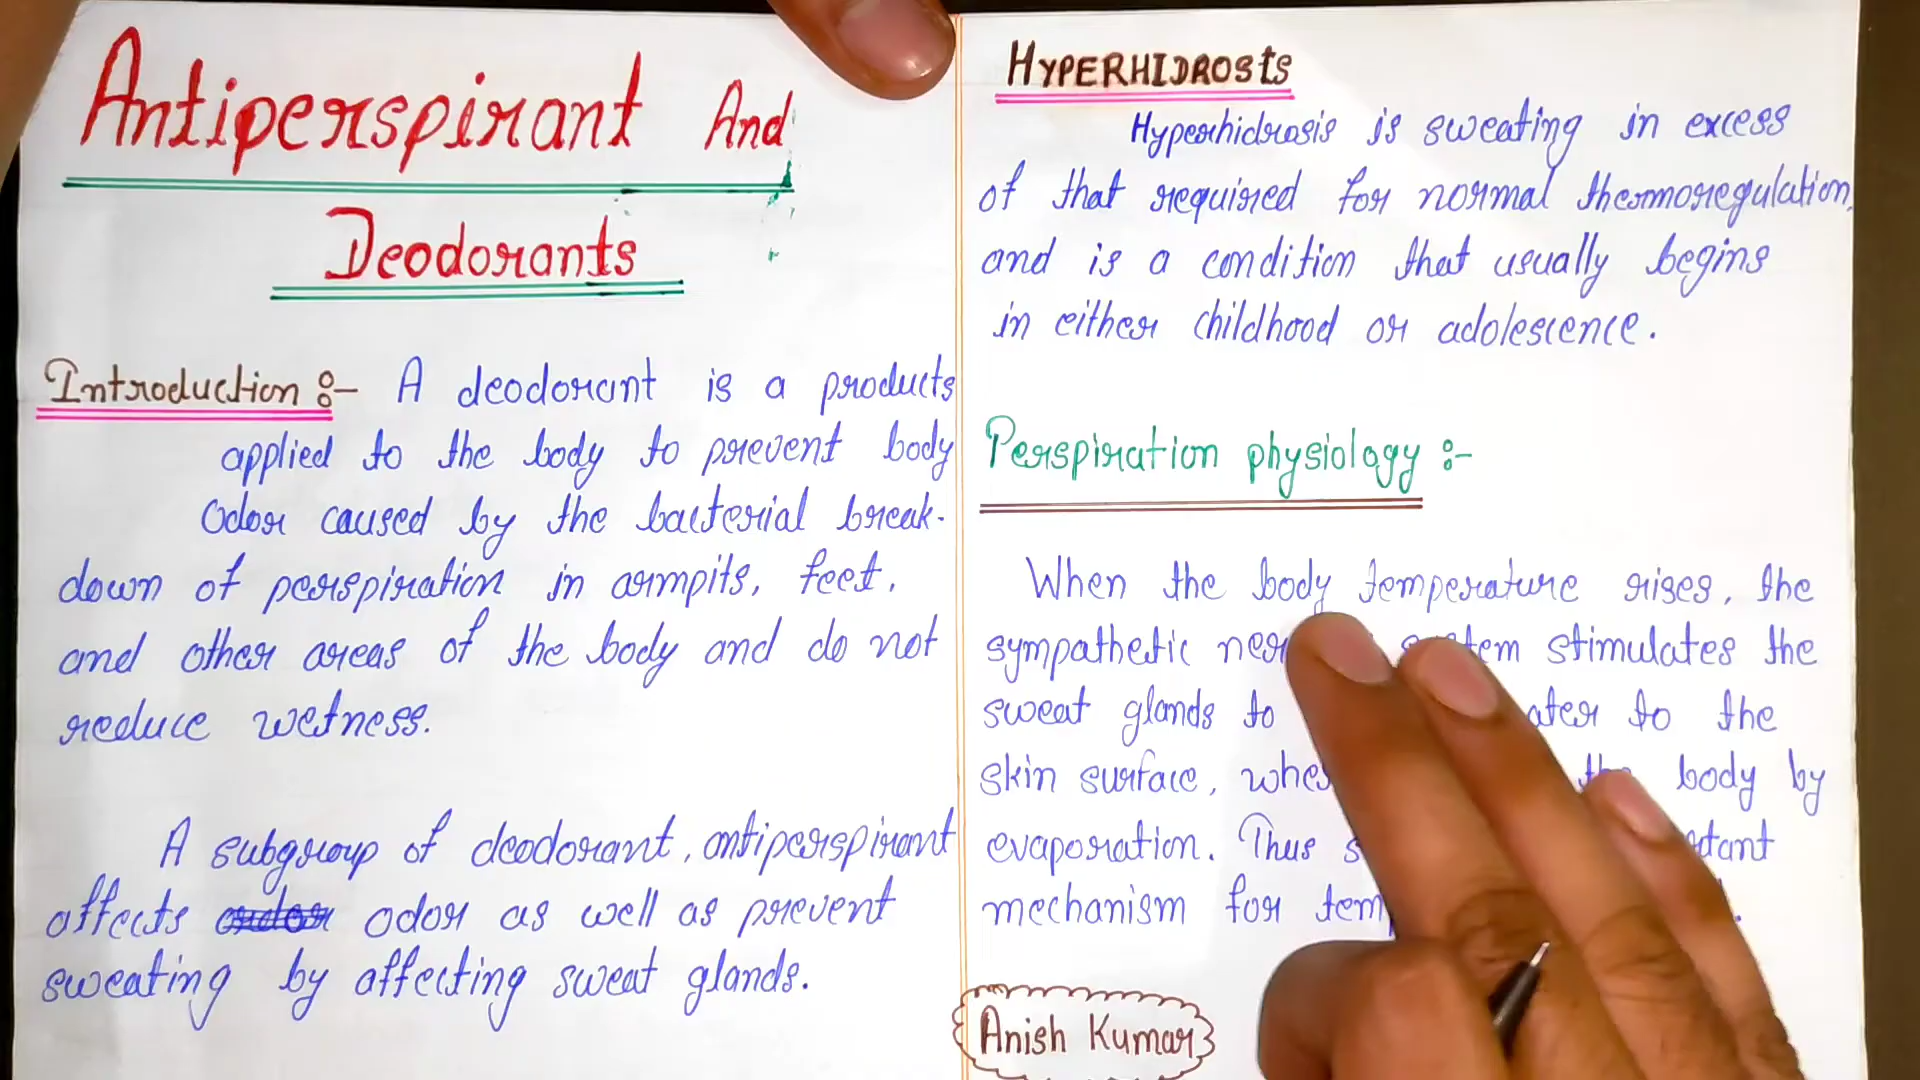 Antiperspirant And
Deodorants
Introduction :- A deodorant is a products
applied to the body to prevent body
Odor caused by the bacterial break-
down of perspiration in armpits, feet,
and other areas of the body and do not
reduce wetness.
A subgroup of deodorant, antiperspirant
affects odor as well as prevent
sweating by affecting sweat glands.
HYPERHIDROSts
Hyperhidrosis is sweating in excess
of that required for normal thermoregulation,
and is a condition that usually begins
in either childhood or adolescence.
Perspiration physiology :-
When the body temperature rises, the
sympathetic stimulates the
sweat glands to to the
skin surface, body by
evaporation. Thus
mechanism for
Anish Kumar